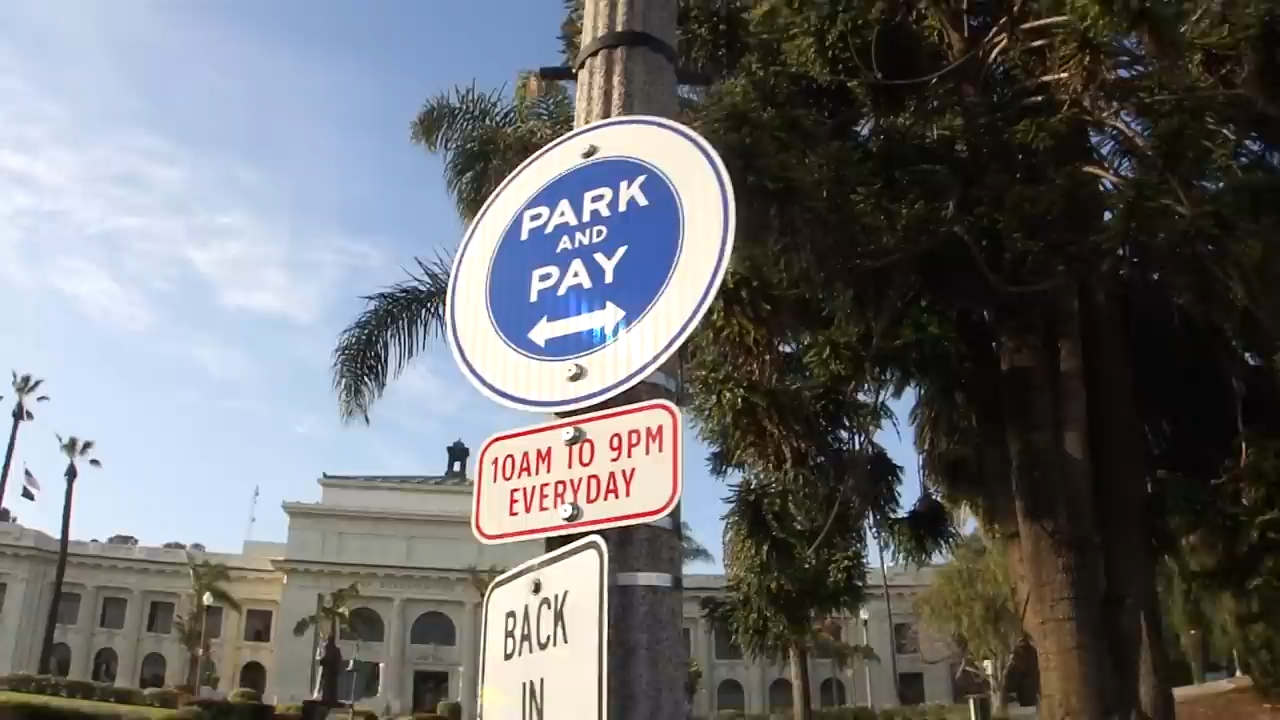 PARK
AND
PAY
10AM TO 9PM
EVERYDAY
BACK
IN